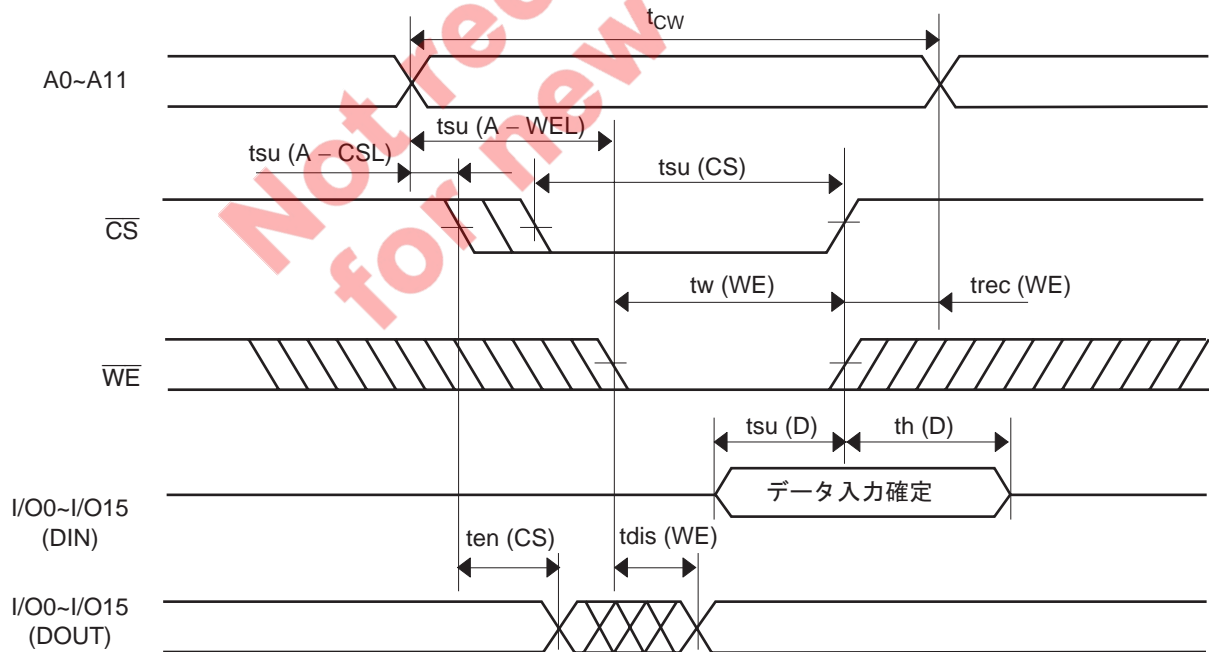 Not rec
for new
tCW
A0~A11
tsu (A – WEL)
tsu (A – CSL)
tsu (CS)
CS
tw (WE)
trec (WE)
WE
tsu (D)
th (D)
データ入力確定
I/O0~I/O15
(DIN)
ten (CS)
tdis (WE)
I/O0~I/O15
(DOUT)